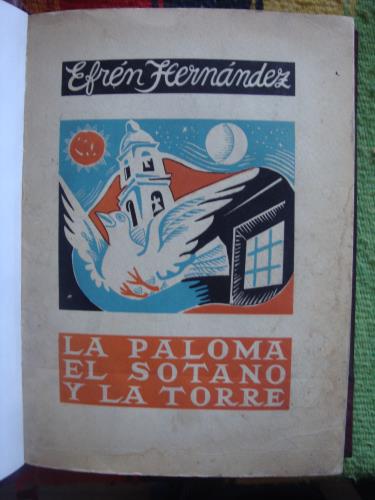 Efrén Hernández
LA PALOMA
EL SOTANO
Y LA TORRE